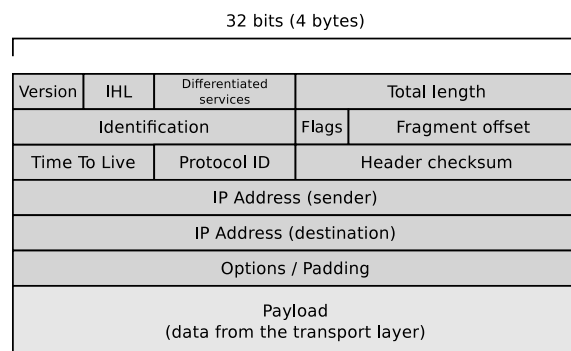 32 bits (4 bytes)
Version IHL Differentiated services Total length
Identification Flags Fragment offset
Time To Live Protocol ID Header checksum
IP Address (sender)
IP Address (destination)
Options / Padding
Payload
(data from the transport layer)